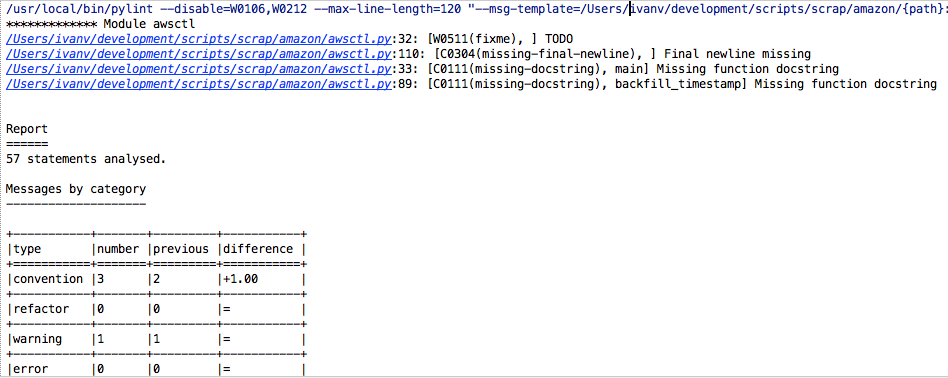 /usr/local/bin/pylint --disable=W0106,W0212 --max-line-length=120 "--msg-template=/Users/ivanv/development/scripts/scrap/amazon/{path}:
************* Module awsctl
/Users/ivanv/development/scripts/scrap/amazon/awsctl.py:32: [W0511(fixme), ] TODO
/Users/ivanv/development/scripts/scrap/amazon/awsctl.py:110: [C0304(missing-final-newline), ] Final newline missing
/Users/ivanv/development/scripts/scrap/amazon/awsctl.py:33: [C0111(missing-docstring), main] Missing function docstring
/Users/ivanv/development/scripts/scrap/amazon/awsctl.py:89: [C0111(missing-docstring), backfill_timestamp] Missing function docstring
Report
======
57 statements analysed.
Messages by category
--------------------
+-----------+-------+---------+-----------+
|type       |number |previous |difference |
+===========+=======+=========+===========+
|convention |3      |2        |+1.00      |
+-----------+-------+---------+-----------+
|refactor   |0      |0        |=          |
+-----------+-------+---------+-----------+
|warning    |1      |1        |=          |
+-----------+-------+---------+-----------+
|error      |0      |0        |=          |